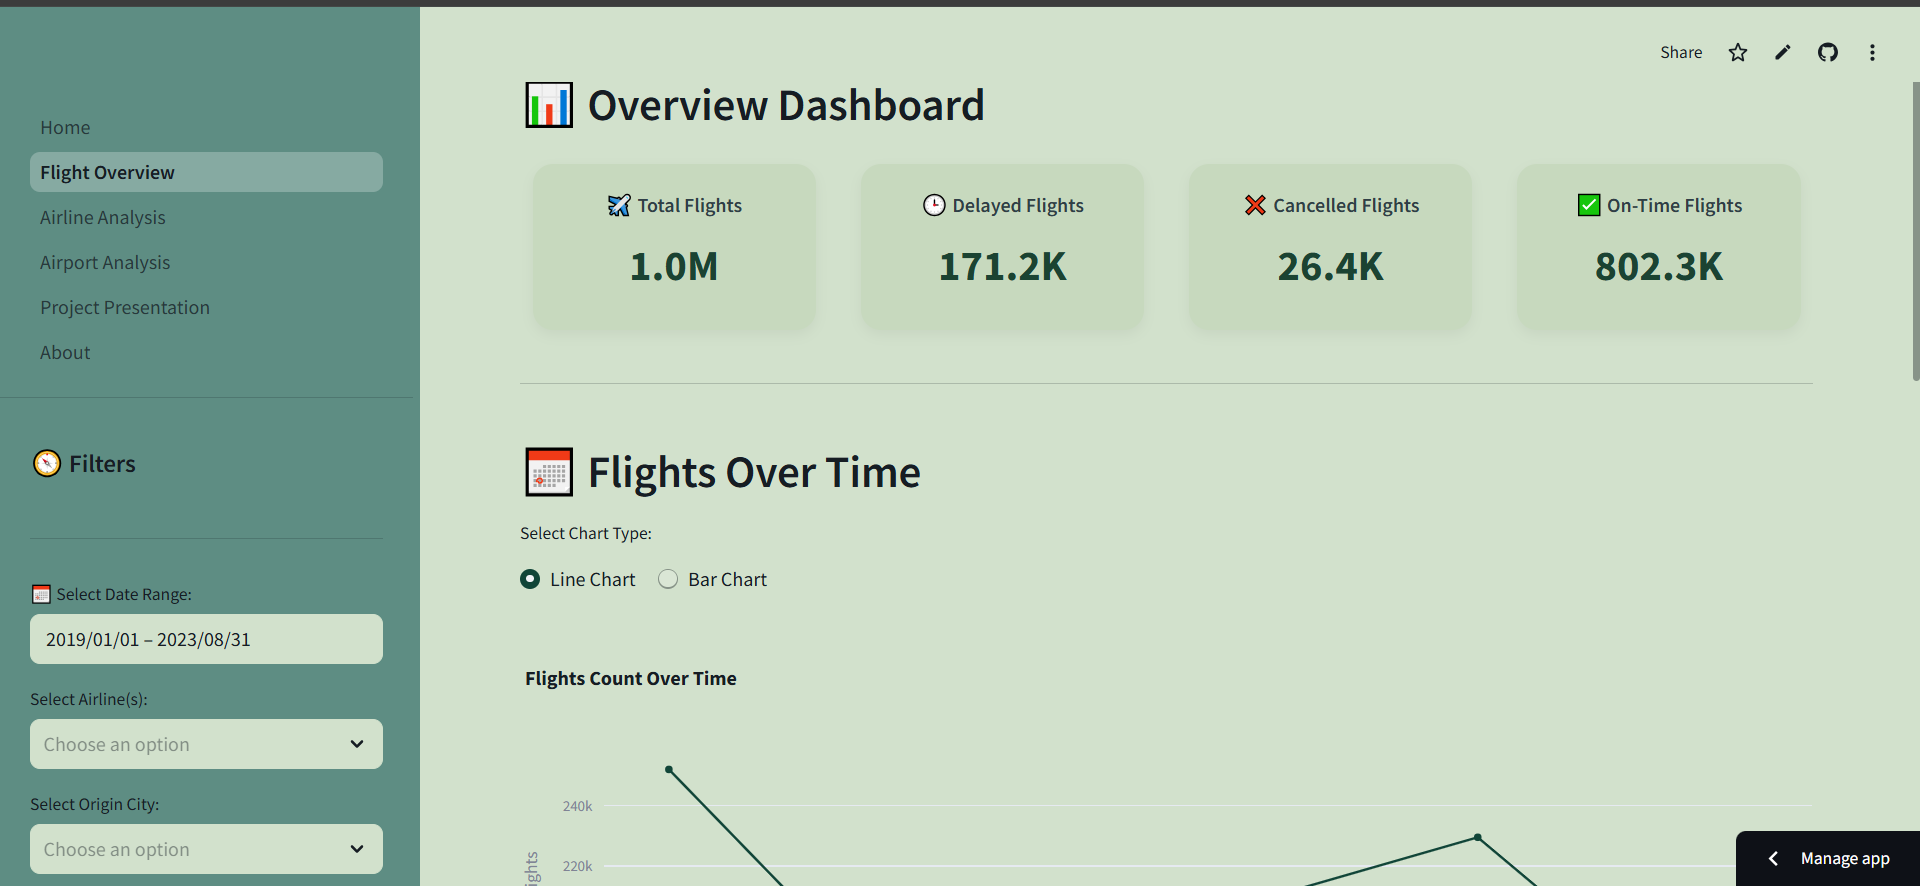 Share
Home
Flight Overview
Airline Analysis
Airport Analysis
Project Presentation
About
Filters
Select Date Range:
2019/01/01 – 2023/08/31
Select Airline(s):
Choose an option
Select Origin City:
Choose an option
Overview Dashboard
Total Flights
1.0M
Delayed Flights
171.2K
Cancelled Flights
26.4K
On-Time Flights
802.3K
Flights Over Time
Select Chart Type:
Line Chart
Bar Chart
Flights Count Over Time
240k
220k
Manage app